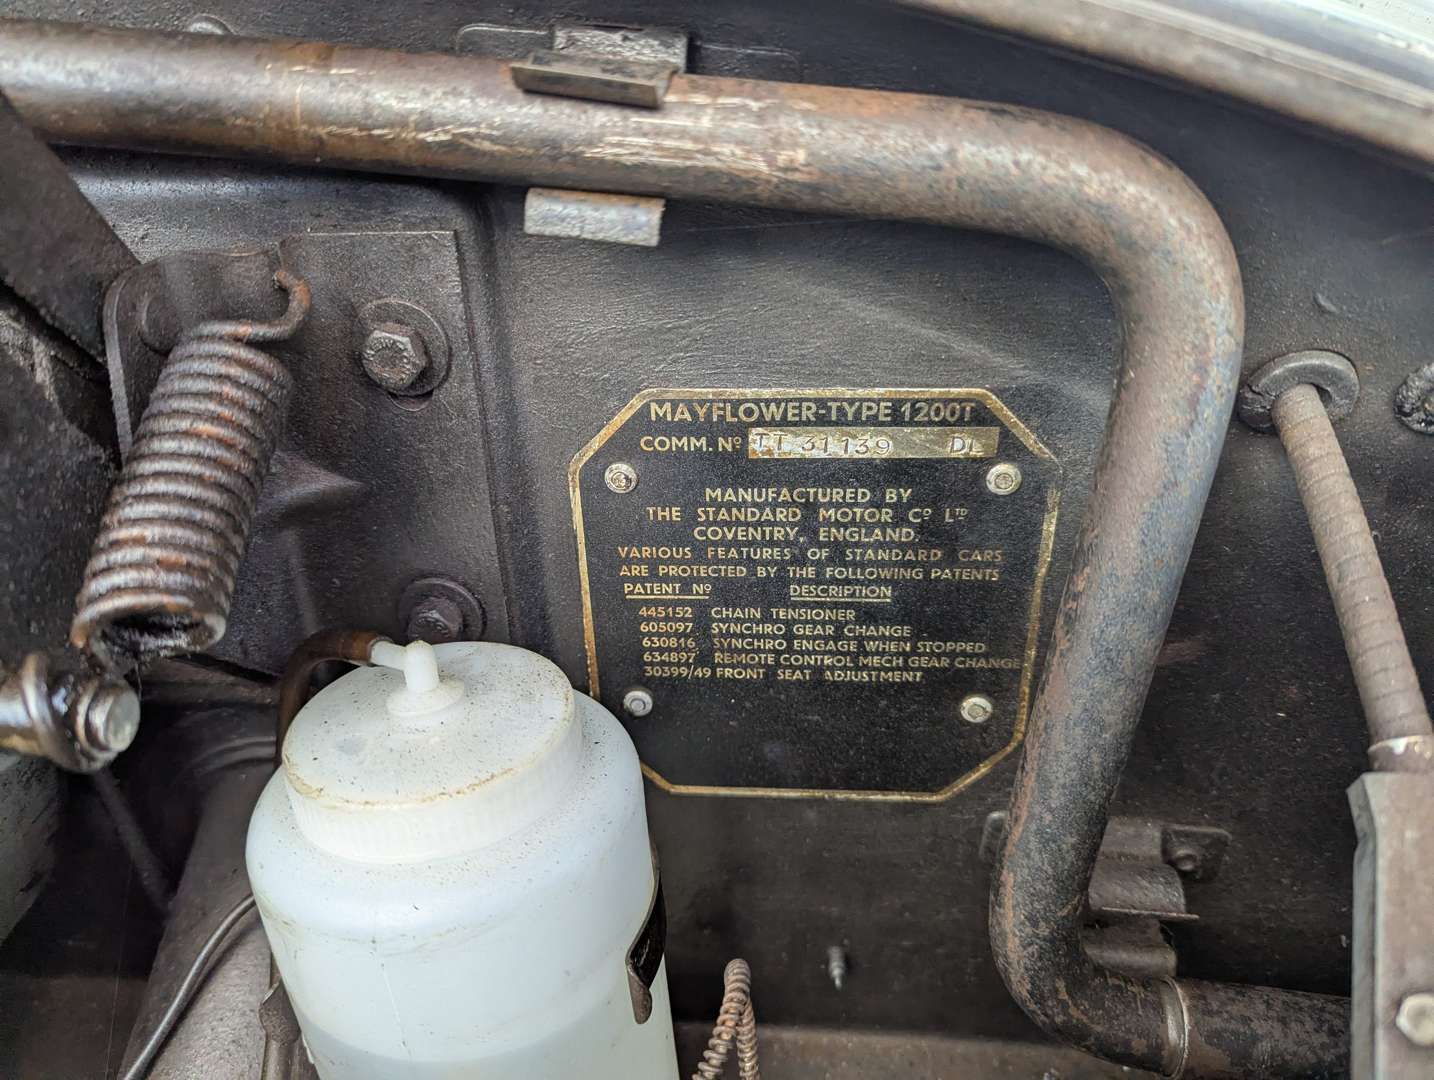 MAYFLOWER-TYPE 1200T
COMM. Nº TT 31139 DL
MANUFACTURED BY
THE STANDARD MOTOR Cº LTD
COVENTRY, ENGLAND.
VARIOUS FEATURES OF STANDARD CARS
ARE PROTECTED BY THE FOLLOWING PATENTS
PATENT Nº DESCRIPTION
445152 CHAIN TENSIONER
605097 SYNCHRO GEAR CHANGE
630816 SYNCHRO ENGAGE WHEN STOPPED
634897 REMOTE CONTROL MECH GEAR CHANGE
30399/49 FRONT SEAT ADJUSTMENT